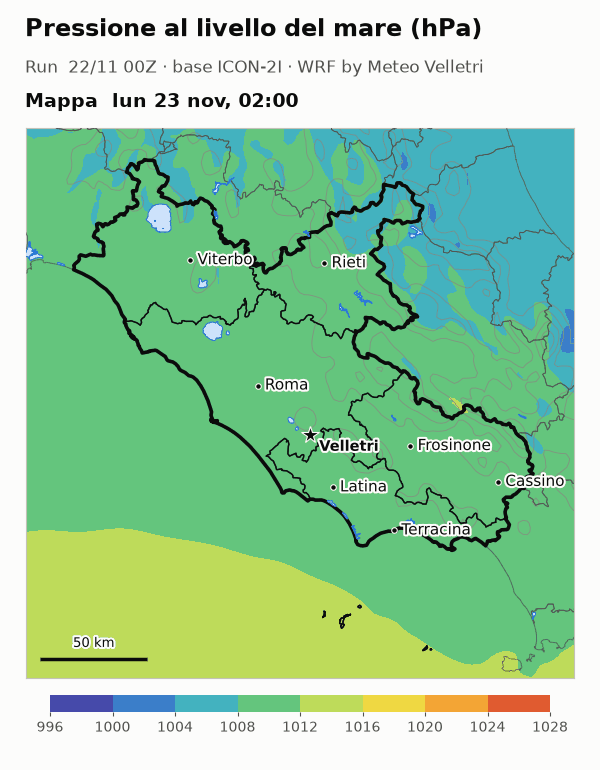 Pressione al livello del mare (hPa)
Run  22/11 00Z · base ICON-2I · WRF by Meteo Velletri
Mappa  lun 23 nov, 02:00
Viterbo
Rieti
Roma
Velletri
Frosinone
Cassino
Latina
Terracina
50 km
996 1000 1004 1008 1012 1016 1020 1024 1028